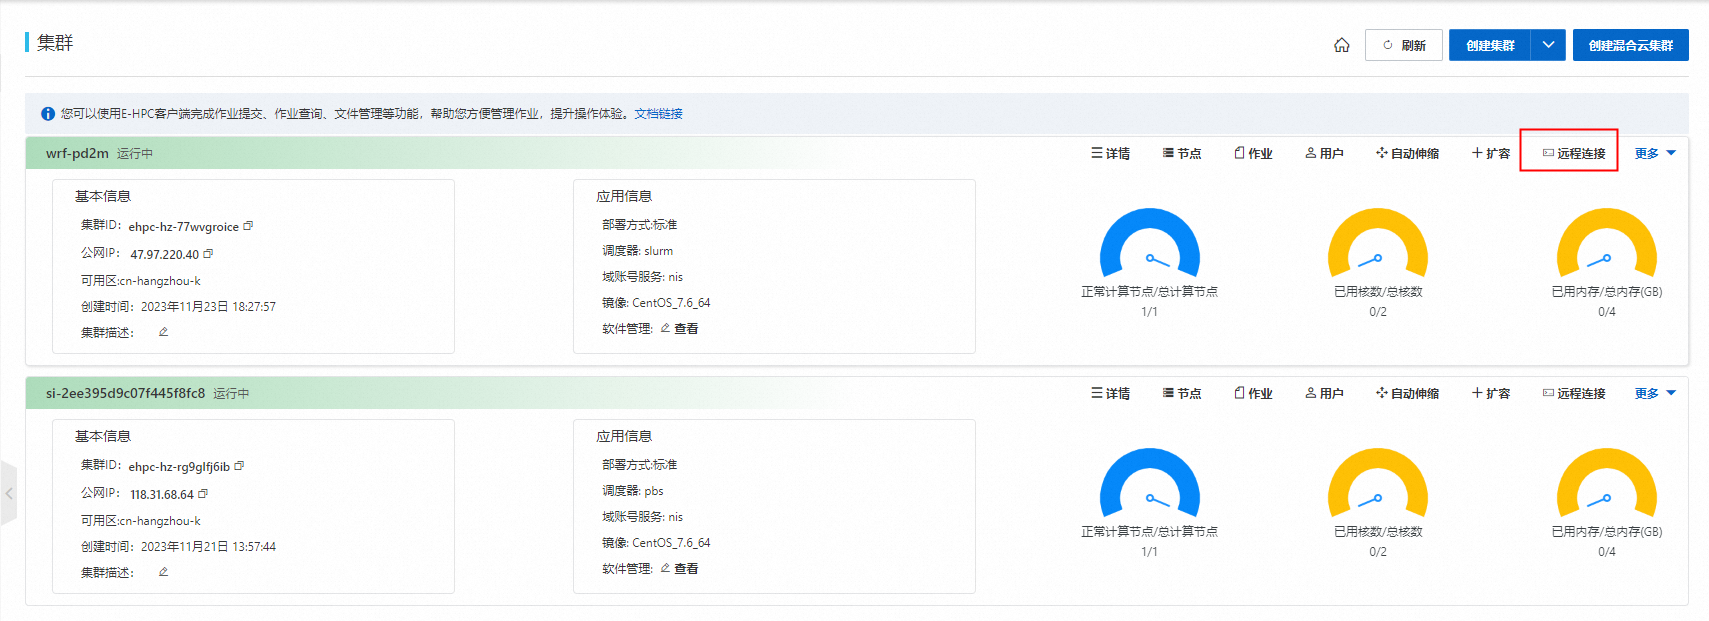 集群
刷新
创建集群
创建混合云集群
您可以使用E-HPC客户端完成作业提交、作业查询、文件管理等功能，帮助您方便管理作业，提升操作体验。文档链接
wrf-pd2m 运行中
详情 节点 作业 用户 自动伸缩 扩容 远程连接 更多
基本信息
集群ID: ehpc-hz-77wvgroice
公网IP: 47.97.220.40
可用区:cn-hangzhou-k
创建时间: 2023年11月23日 18:27:57
集群描述:
应用信息
部署方式:标准
调度器: slurm
域账号服务: nis
镜像: CentOS_7.6_64
软件管理: 查看
正常计算节点/总计算节点
1/1
已用核数/总核数
0/2
已用内存/总内存(GB)
0/4
si-2ee395d9c07f445f8fc8 运行中
详情 节点 作业 用户 自动伸缩 扩容 远程连接 更多
基本信息
集群ID: ehpc-hz-rg9glfj6ib
公网IP: 118.31.68.64
可用区:cn-hangzhou-k
创建时间: 2023年11月21日 13:57:44
集群描述:
应用信息
部署方式:标准
调度器: pbs
域账号服务: nis
镜像: CentOS_7.6_64
软件管理: 查看
正常计算节点/总计算节点
1/1
已用核数/总核数
0/2
已用内存/总内存(GB)
0/4